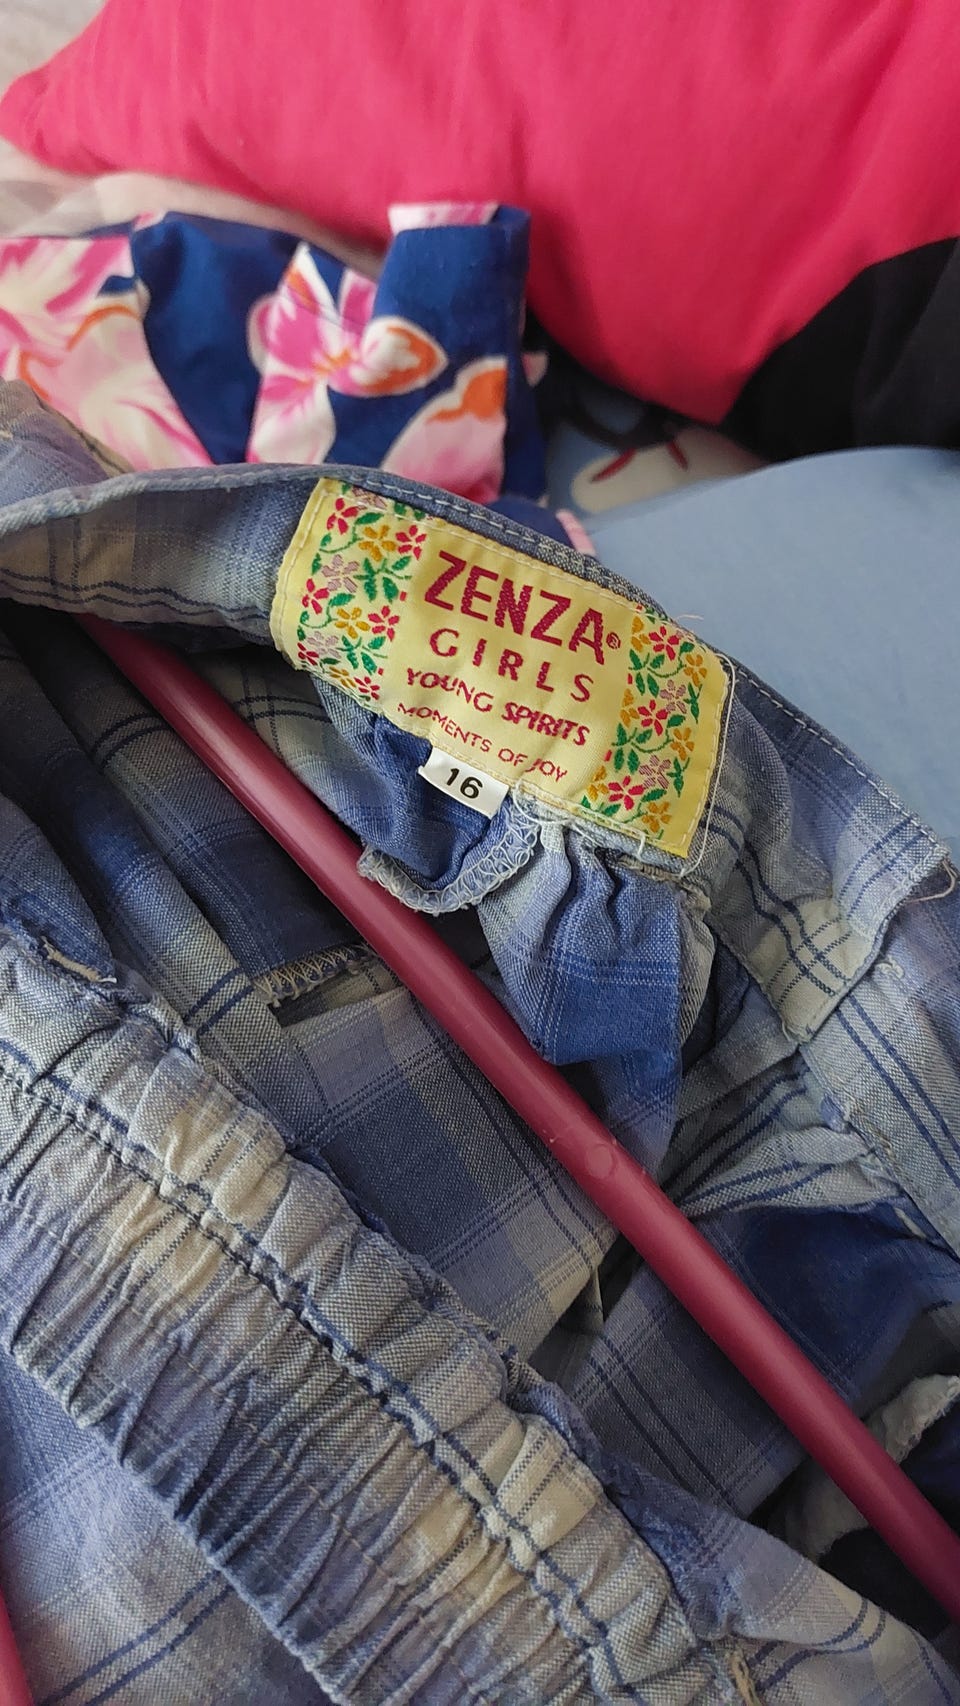 ZENZA®
GIRLS
YOUNG SPIRITS
MOMENTS OF JOY
16